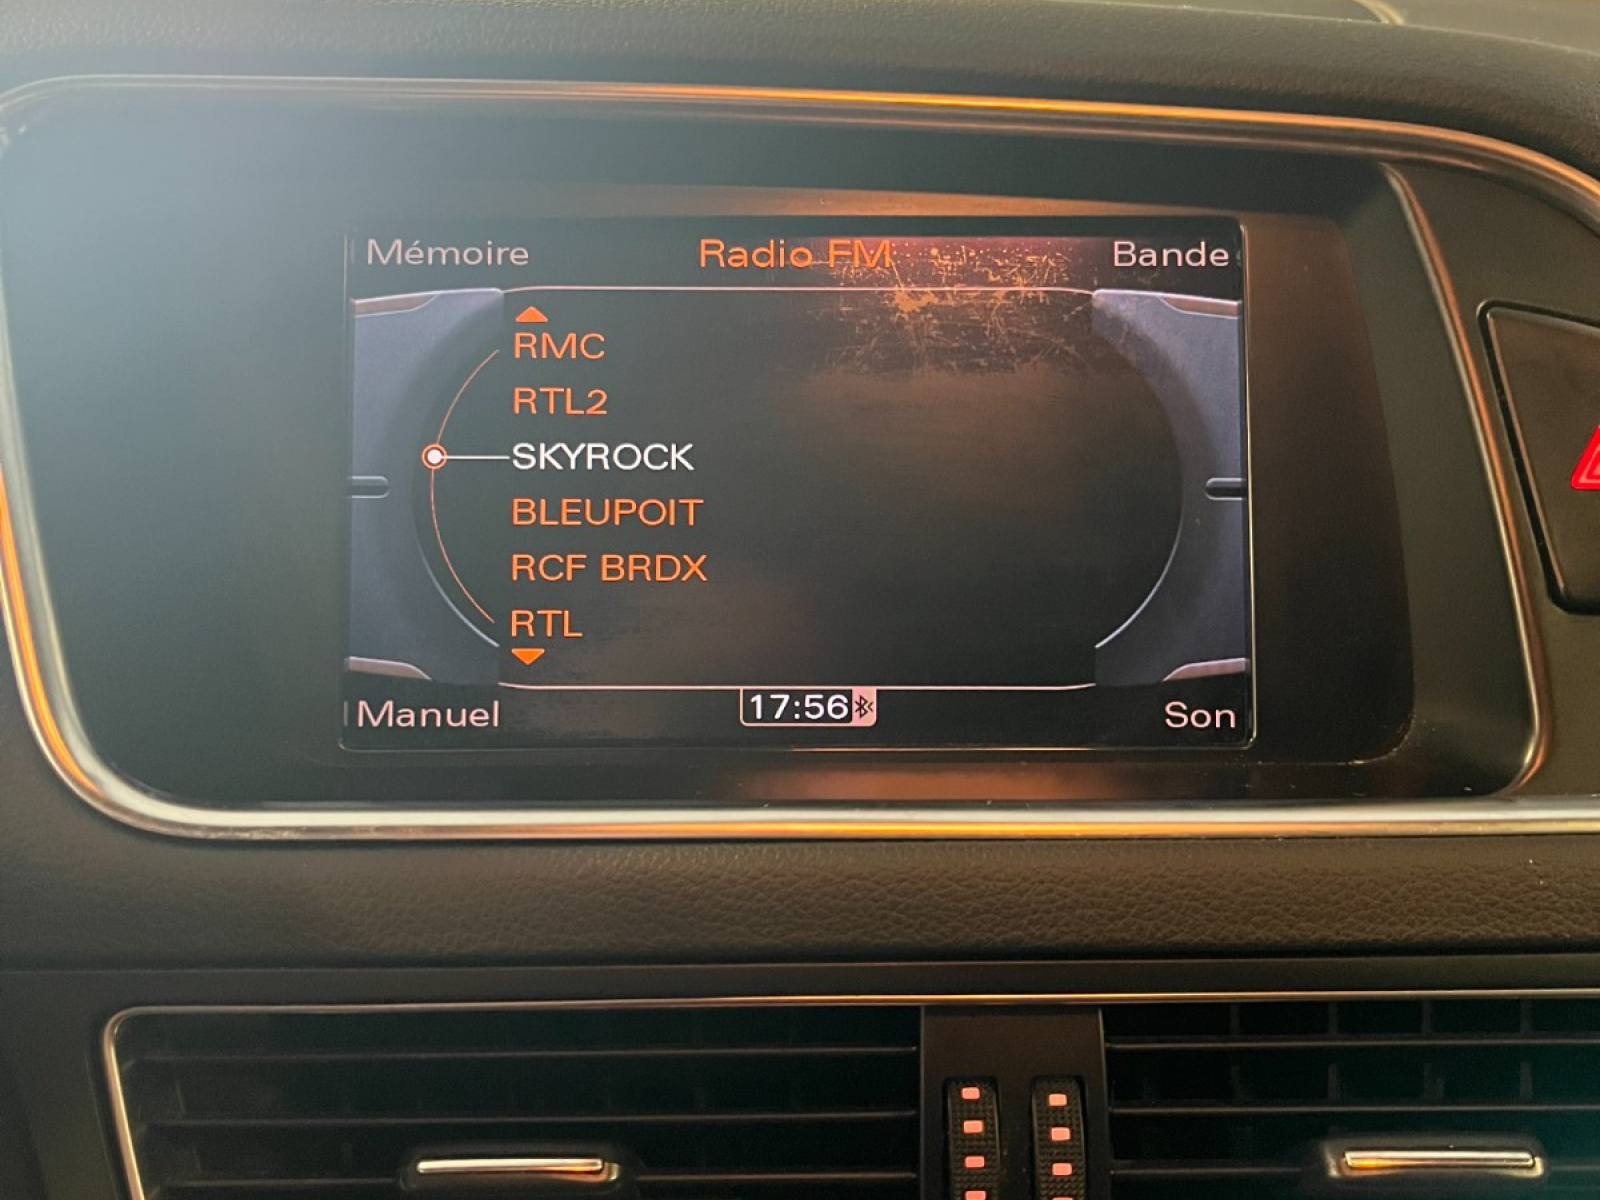 Mémoire Radio FM Bande
RMC
RTL2
SKYROCK
BLEUPOIT
RCF BRDX
RTL
Manuel 17:56 Son